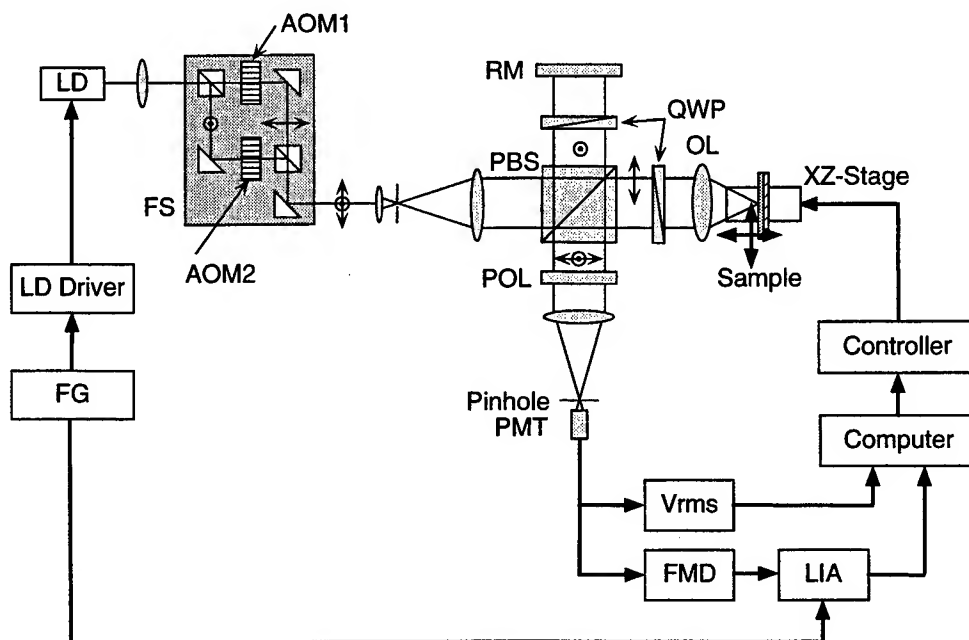 AOM1
LD
RM
QWP
PBS
OL
XZ-Stage
FS
AOM2
POL
Sample
LD Driver
Controller
FG
Pinhole
PMT
Computer
Vrms
FMD
LIA